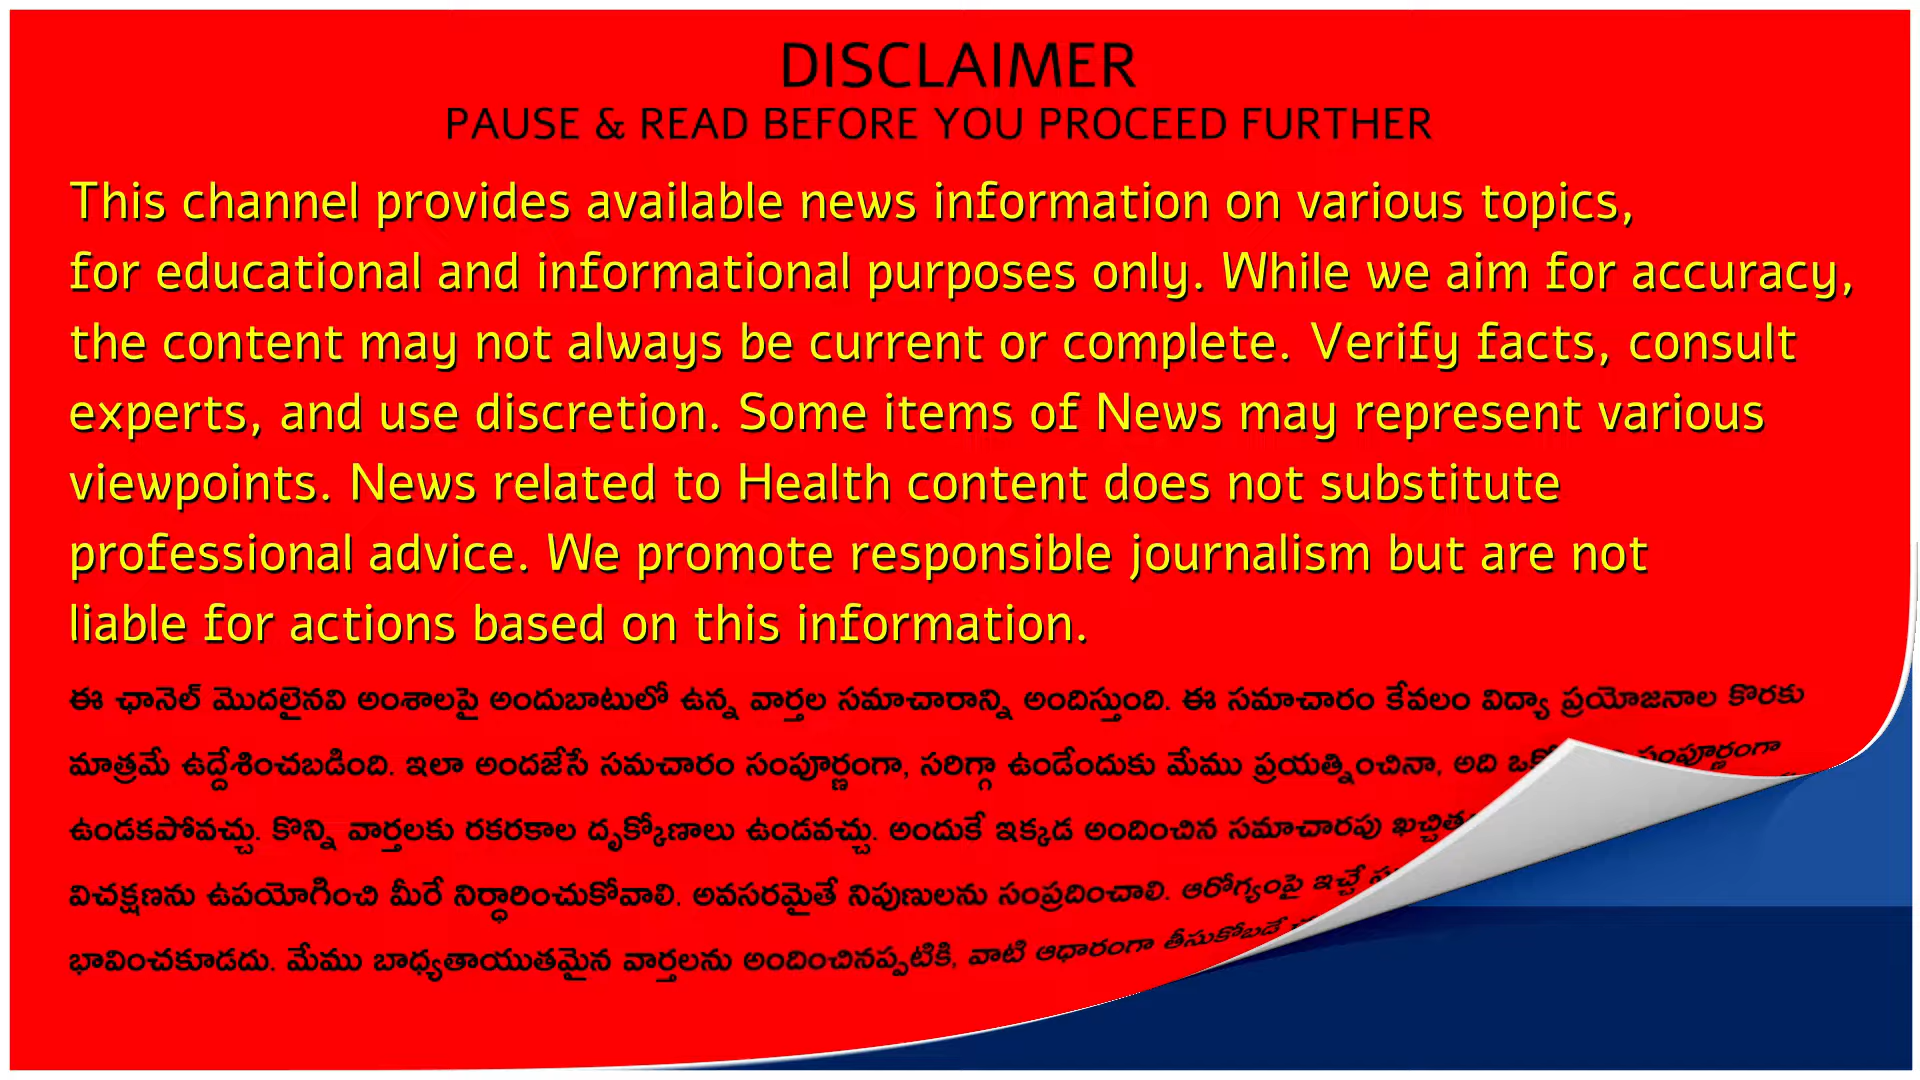 DISCLAIMER
PAUSE & READ BEFORE YOU PROCEED FURTHER
This channel provides available news information on various topics,
for educational and informational purposes only. While we aim for accuracy,
the content may not always be current or complete. Verify facts, consult
experts, and use discretion. Some items of News may represent various
viewpoints. News related to Health content does not substitute
professional advice. We promote responsible journalism but are not
liable for actions based on this information.
ఈ ఛానెల్ మొదలైనవి అంశాలపై అందుబాటులో ఉన్న వార్తల సమాచారాన్ని అందిస్తుంది. ఈ సమాచారం కేవలం విద్యా ప్రయోజనాల కొరకు
మాత్రమే ఉద్దేశించబడింది. ఇలా అందజేసే సమచారం సంపూర్ణంగా, సరిగ్గా ఉండేందుకు మేము ప్రయత్నించినా, అది సంపూర్ణంగా
ఉండకపోవచ్చు. కొన్ని వార్తలకు రకరకాల దృక్కోణాలు ఉండవచ్చు. అందుకే ఇక్కడ అందించిన సమాచారపు
విచక్షణను ఉపయోగించి మీరే నిర్ధారించుకోవాలి. అవసరమైతే నిపుణులను సంప్రదించాలి. ఆరోగ్యంపై ఇచ్చే
భావించకూడదు. మేము బాధ్యతాయుతమైన వార్తలను అందించినప్పటికి, వాటి ఆధారంగా తీసుకోబడే